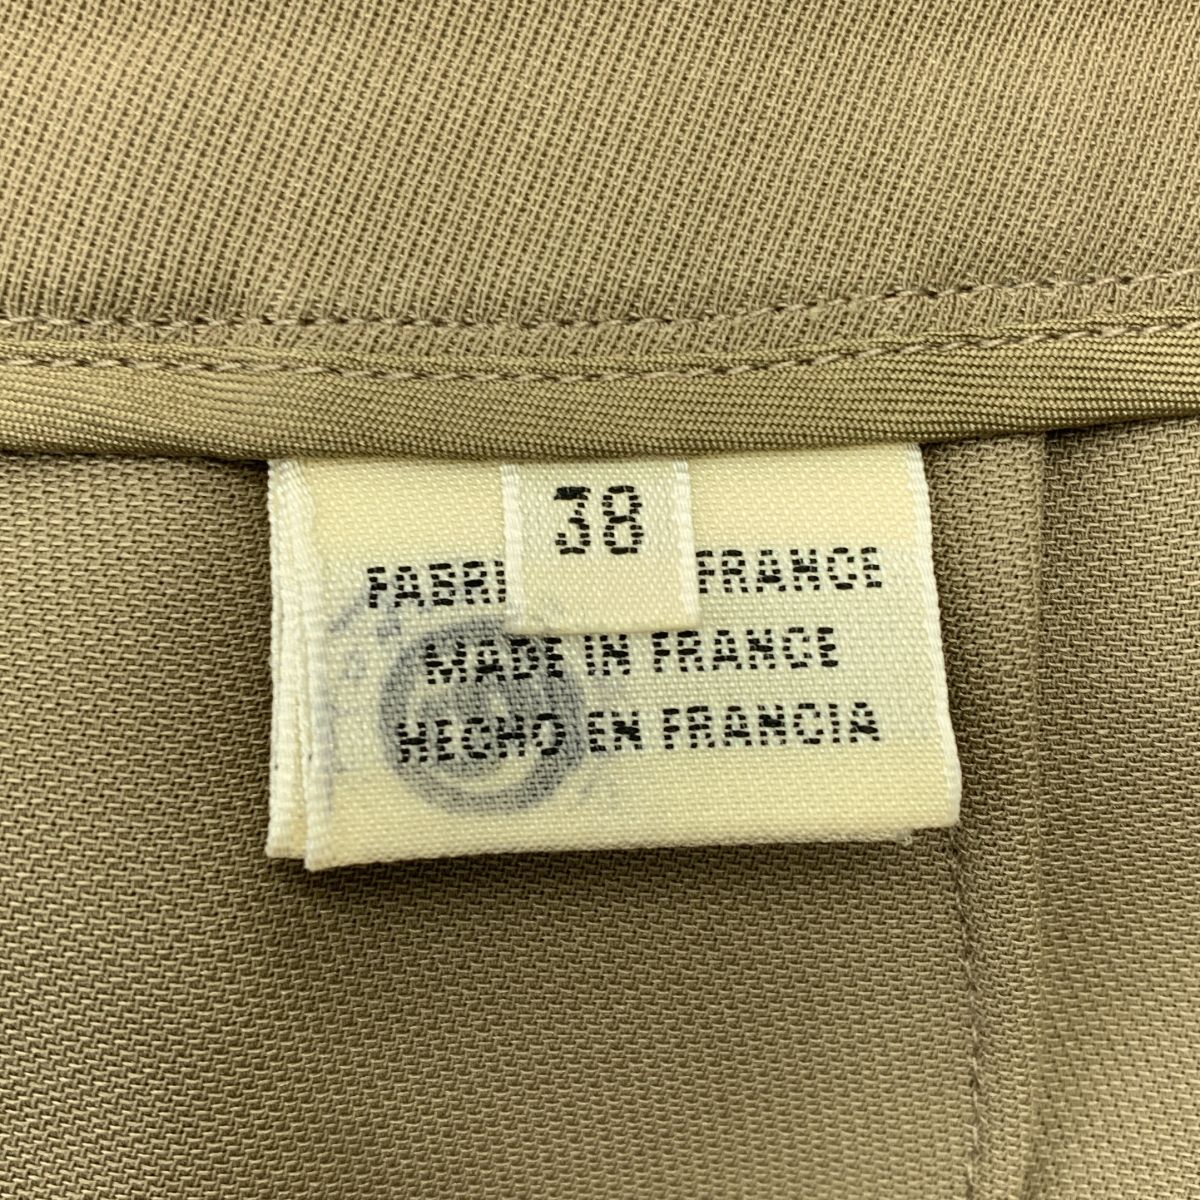 38
FABRI FRANCE
MADE IN FRANCE
HECHO EN FRANCIA